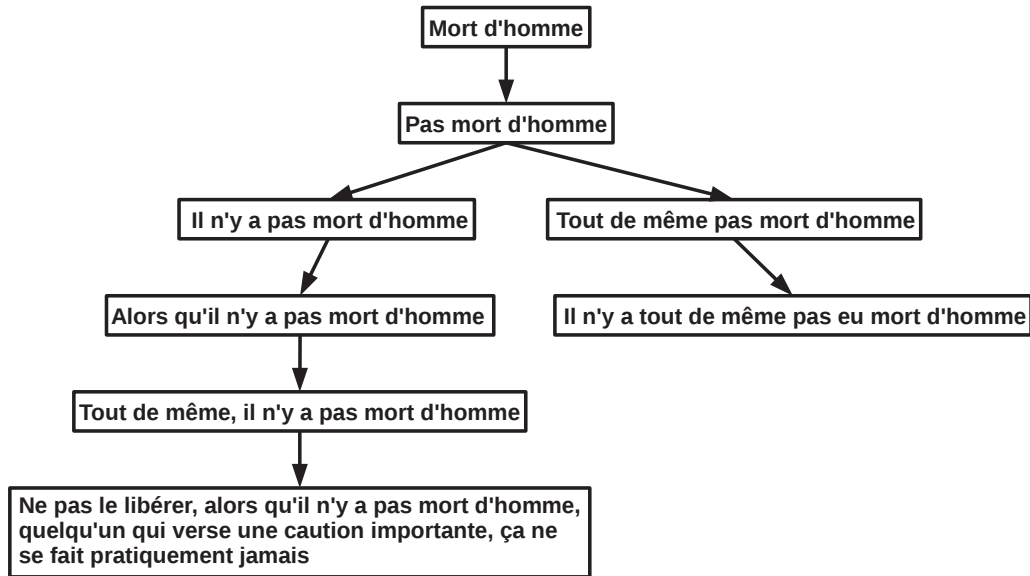 Mort d'homme
Pas mort d'homme
Il n'y a pas mort d'homme
Tout de même pas mort d'homme
Alors qu'il n'y a pas mort d'homme
Il n'y a tout de même pas eu mort d'homme
Tout de même, il n'y a pas mort d'homme
Ne pas le libérer, alors qu'il n'y a pas mort d'homme,
quelqu'un qui verse une caution importante, ça ne
se fait pratiquement jamais